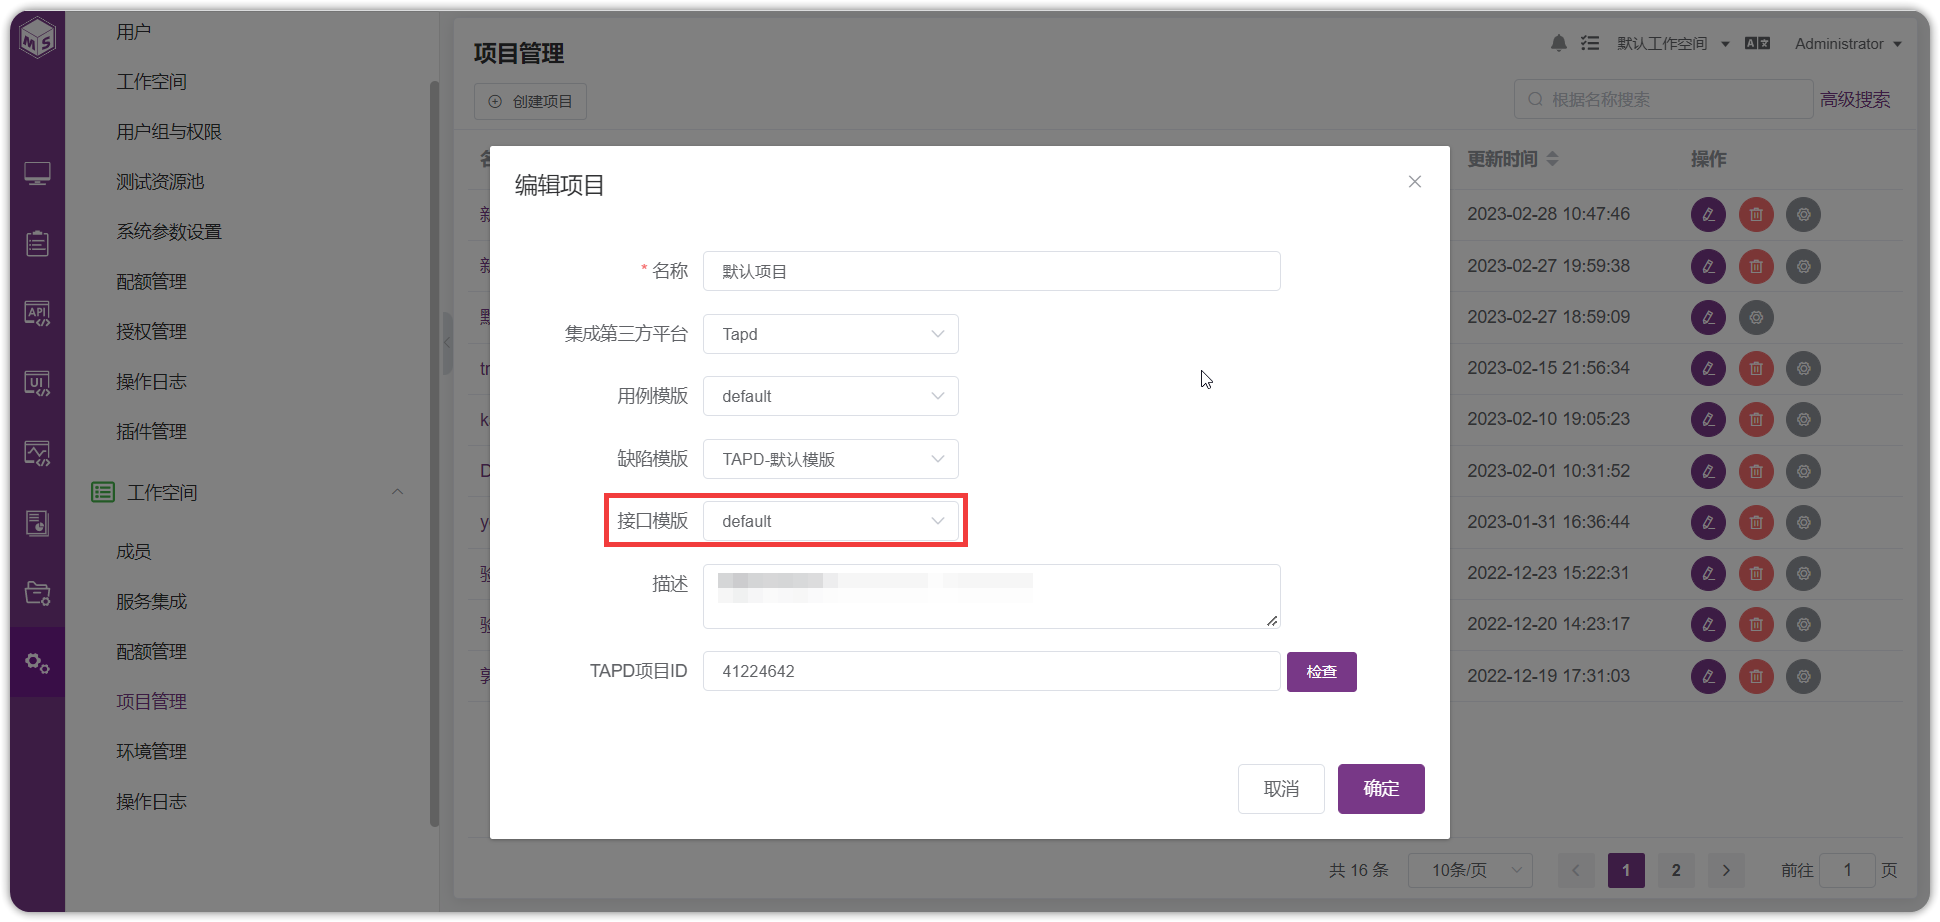 MS
API
UI
用户
工作空间
用户组与权限
测试资源池
系统参数设置
配额管理
授权管理
操作日志
插件管理
工作空间
成员
服务集成
配额管理
项目管理
环境管理
操作日志
项目管理
默认工作空间
Administrator
创建项目
根据名称搜索
高级搜索
更新时间
操作
2023-02-28 10:47:46
2023-02-27 19:59:38
2023-02-27 18:59:09
2023-02-15 21:56:34
2023-02-10 19:05:23
2023-02-01 10:31:52
2023-01-31 16:36:44
2022-12-23 15:22:31
2022-12-20 14:23:17
2022-12-19 17:31:03
编辑项目
* 名称 默认项目
集成第三方平台 Tapd
用例模版 default
缺陷模版 TAPD-默认模版
接口模版 default
描述
TAPD项目ID 41224642 检查
取消 确定
共 16 条 10条/页 1 2 前往 1 页